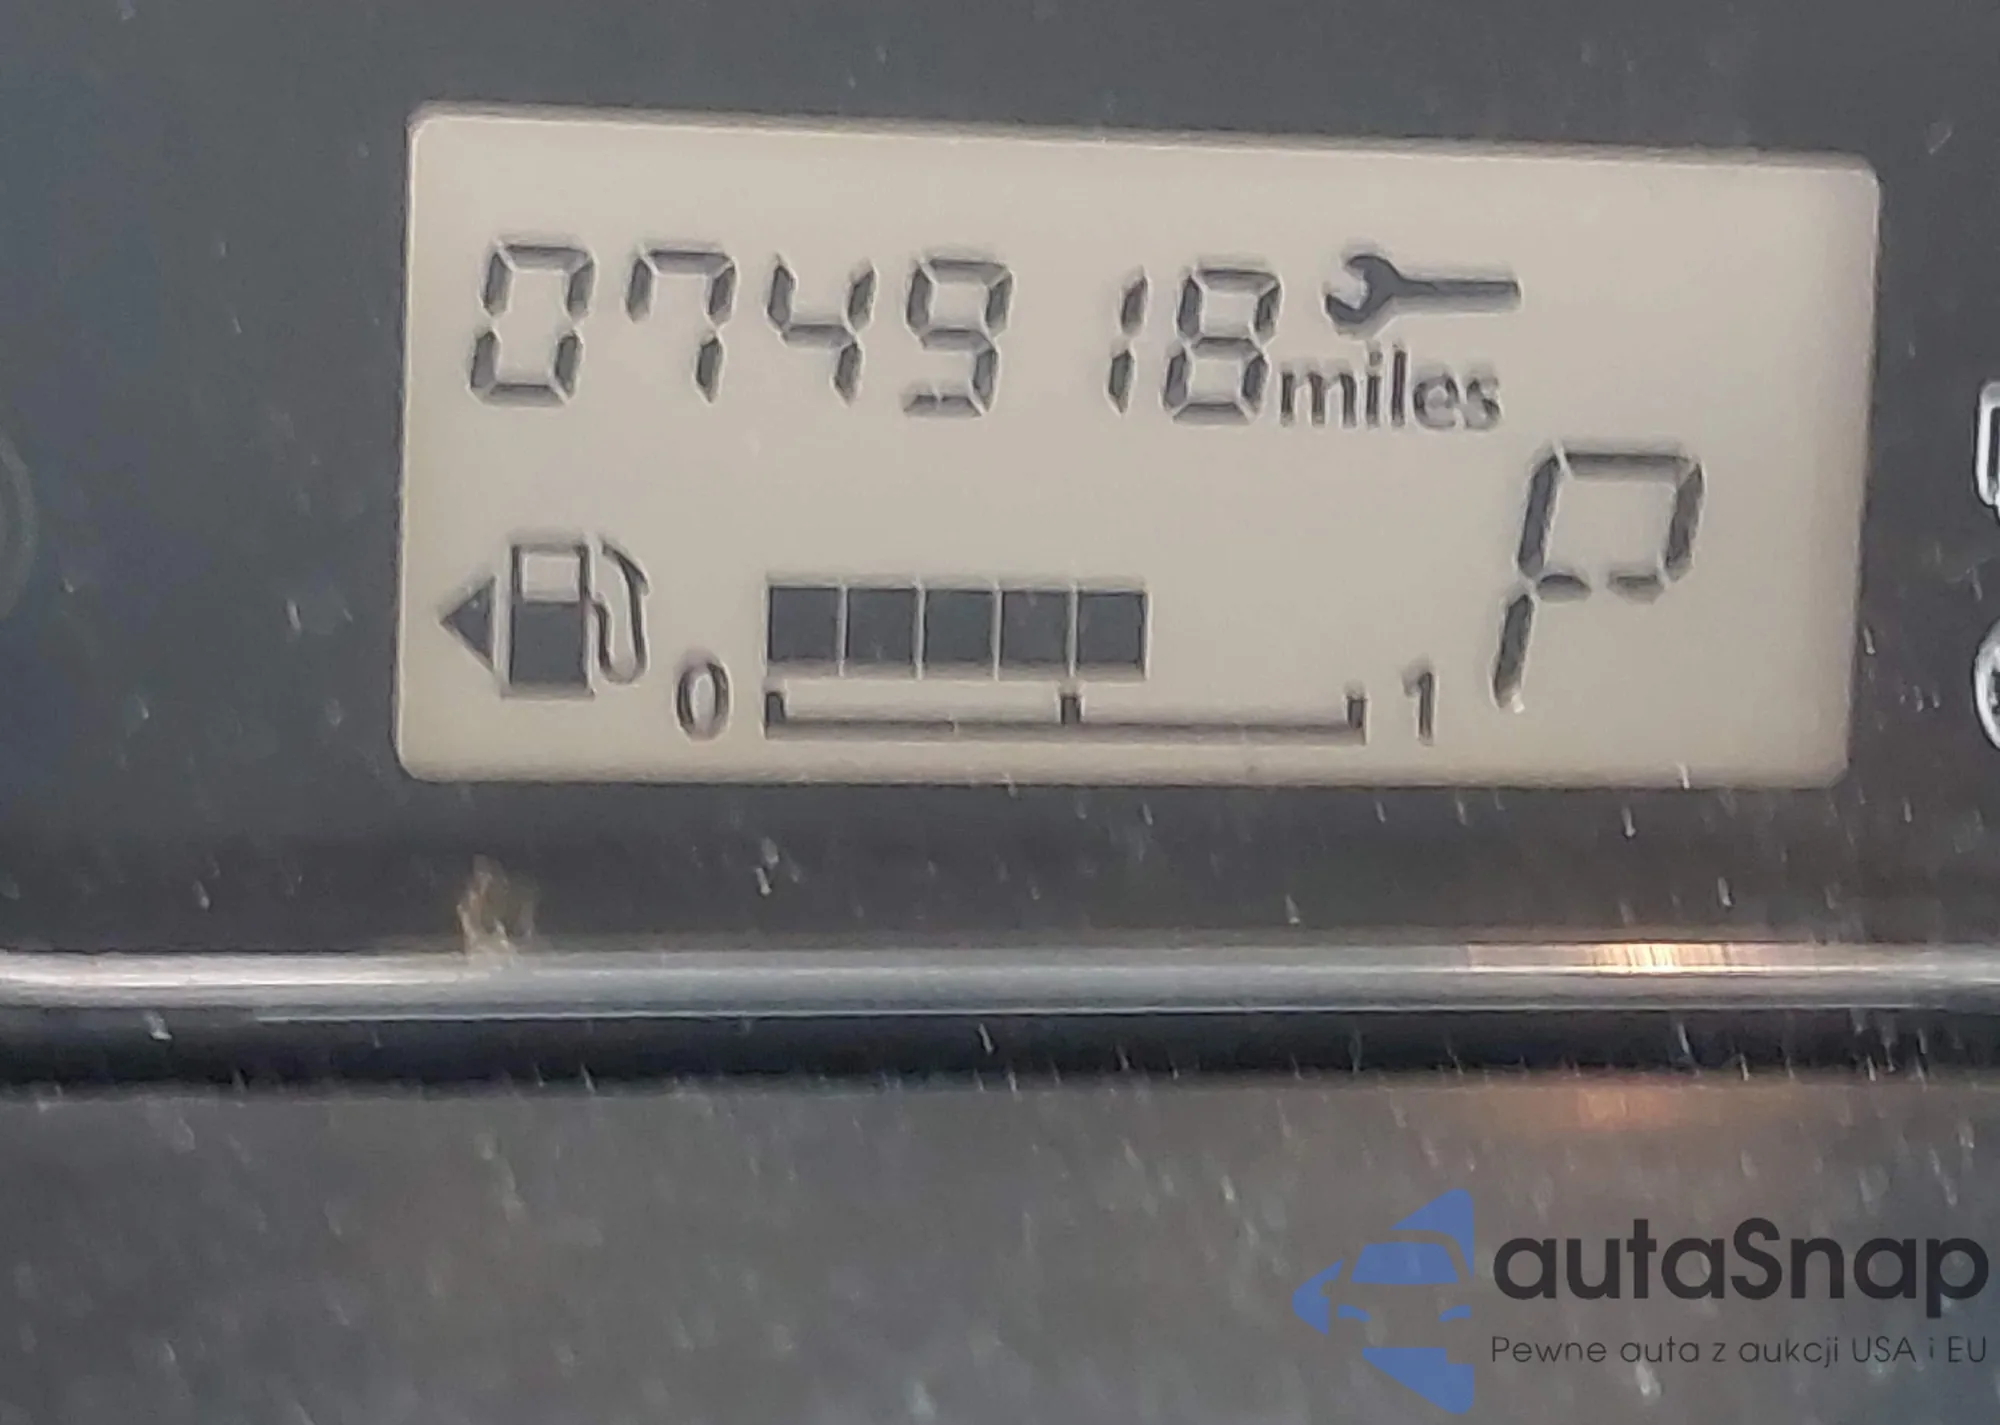 074918 miles
P
0 1
autaSnap
Pewne auta z aukcji USA i EU